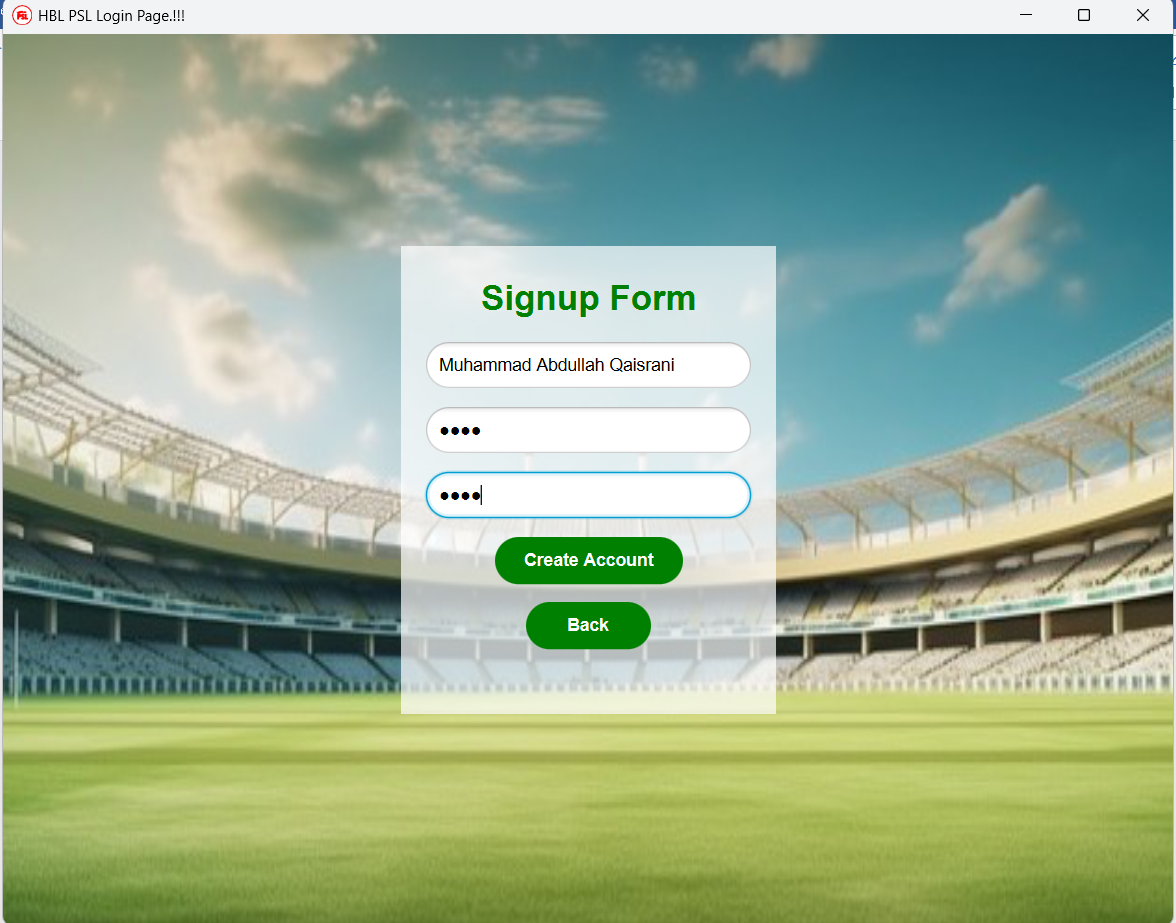 HBL PSL Login Page.!!!
Signup Form
Muhammad Abdullah Qaisrani
●●●●
●●●●
Create Account
Back